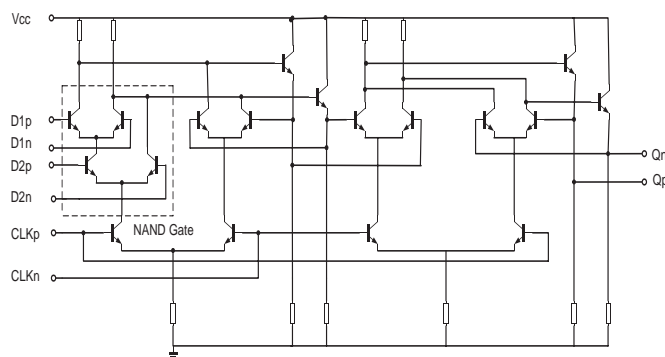 Vcc
D1p
D1n
D2p
D2n
NAND Gate
CLKp
CLKn
Qn
Qp